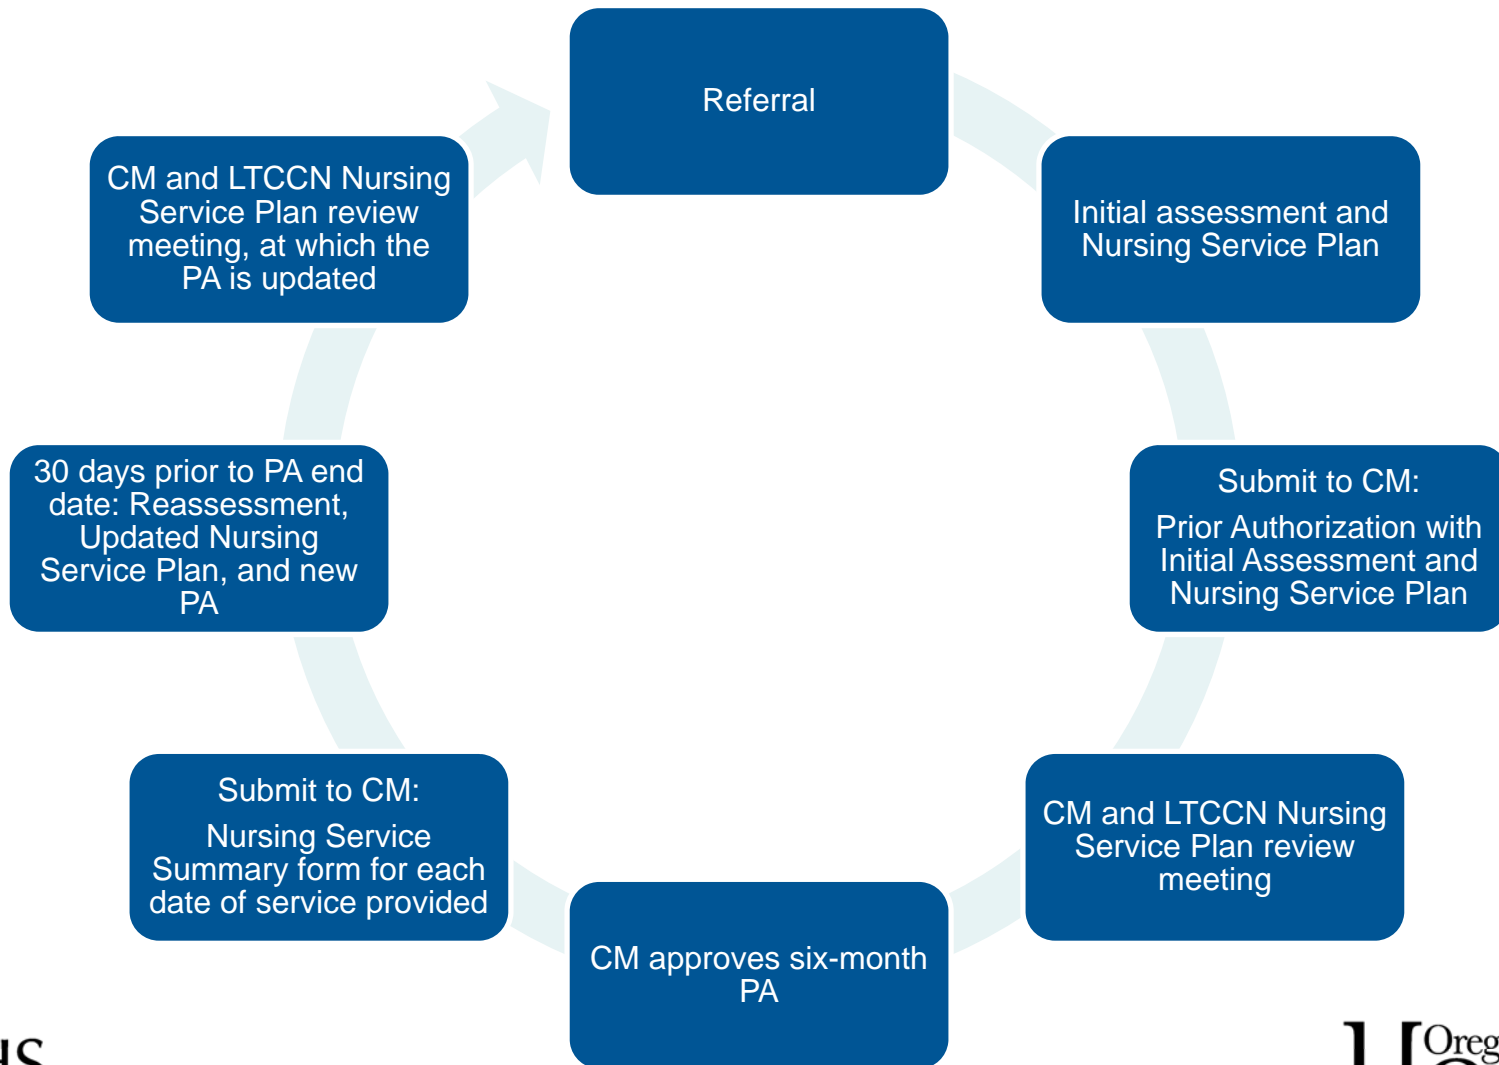 Referral
Initial assessment and
Nursing Service Plan
Submit to CM:
Prior Authorization with
Initial Assessment and
Nursing Service Plan
CM and LTCCN Nursing
Service Plan review
meeting
CM approves six-month
PA
Submit to CM:
Nursing Service
Summary form for each
date of service provided
30 days prior to PA end
date: Reassessment,
Updated Nursing
Service Plan, and new
PA
CM and LTCCN Nursing
Service Plan review
meeting, at which the
PA is updated